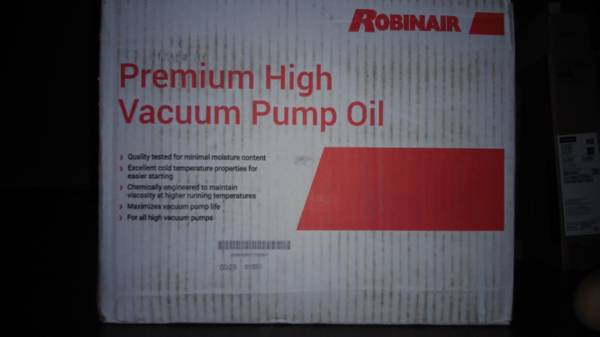 ROBINAIR
Premium High
Vacuum Pump Oil
Quality tested for minimal moisture content
Excellent cold temperature properties for
easier starting
Chemically engineered to maintain
viscosity at higher running temperatures
Maximizes vacuum pump life
For all high vacuum pumps